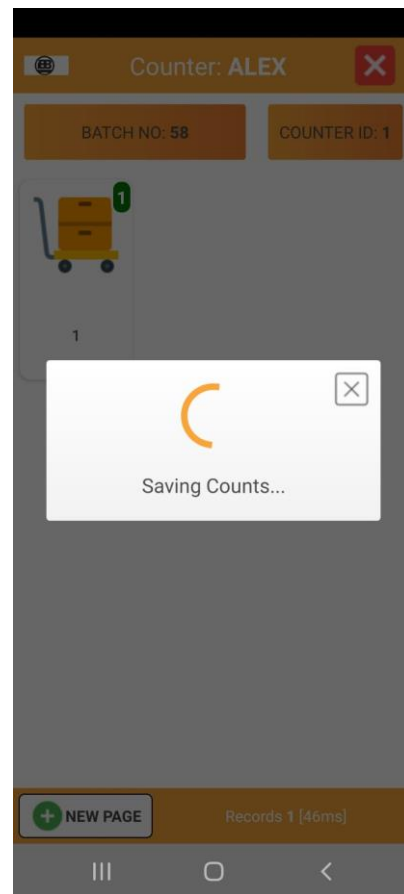 Counter: ALEX
BATCH NO: 58
COUNTER ID: 1
1
1
Saving Counts...
NEW PAGE
Records 1 [46ms]